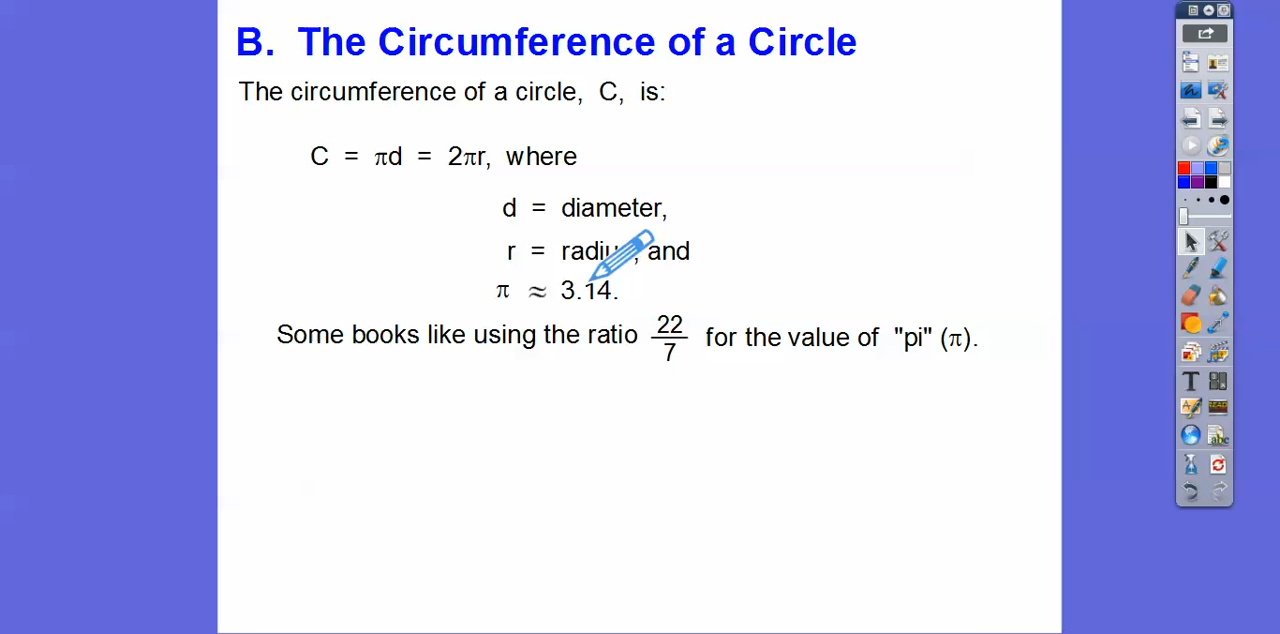 B. The Circumference of a Circle
The circumference of a circle, C, is:
C = πd = 2πr, where
d = diameter,
r = radius, and
π ≈ 3.14.
Some books like using the ratio 22/7 for the value of "pi" (π).